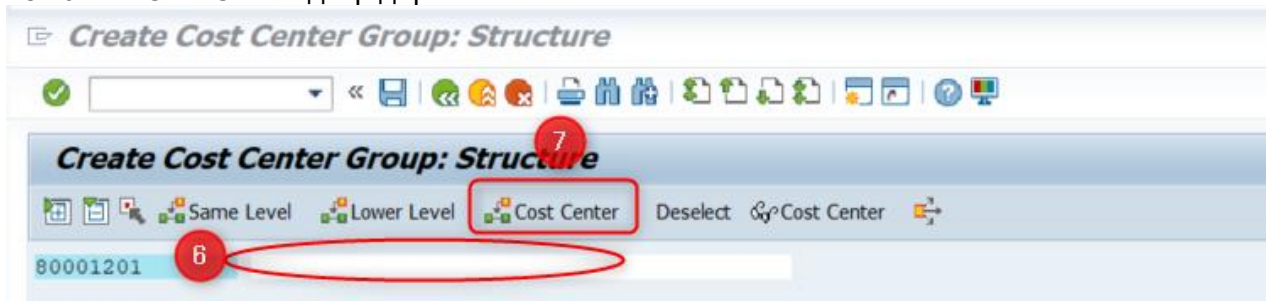 Create Cost Center Group: Structure
7
Create Cost Center Group: Structure
Same Level Lower Level Cost Center Deselect Cost Center
80001201 6